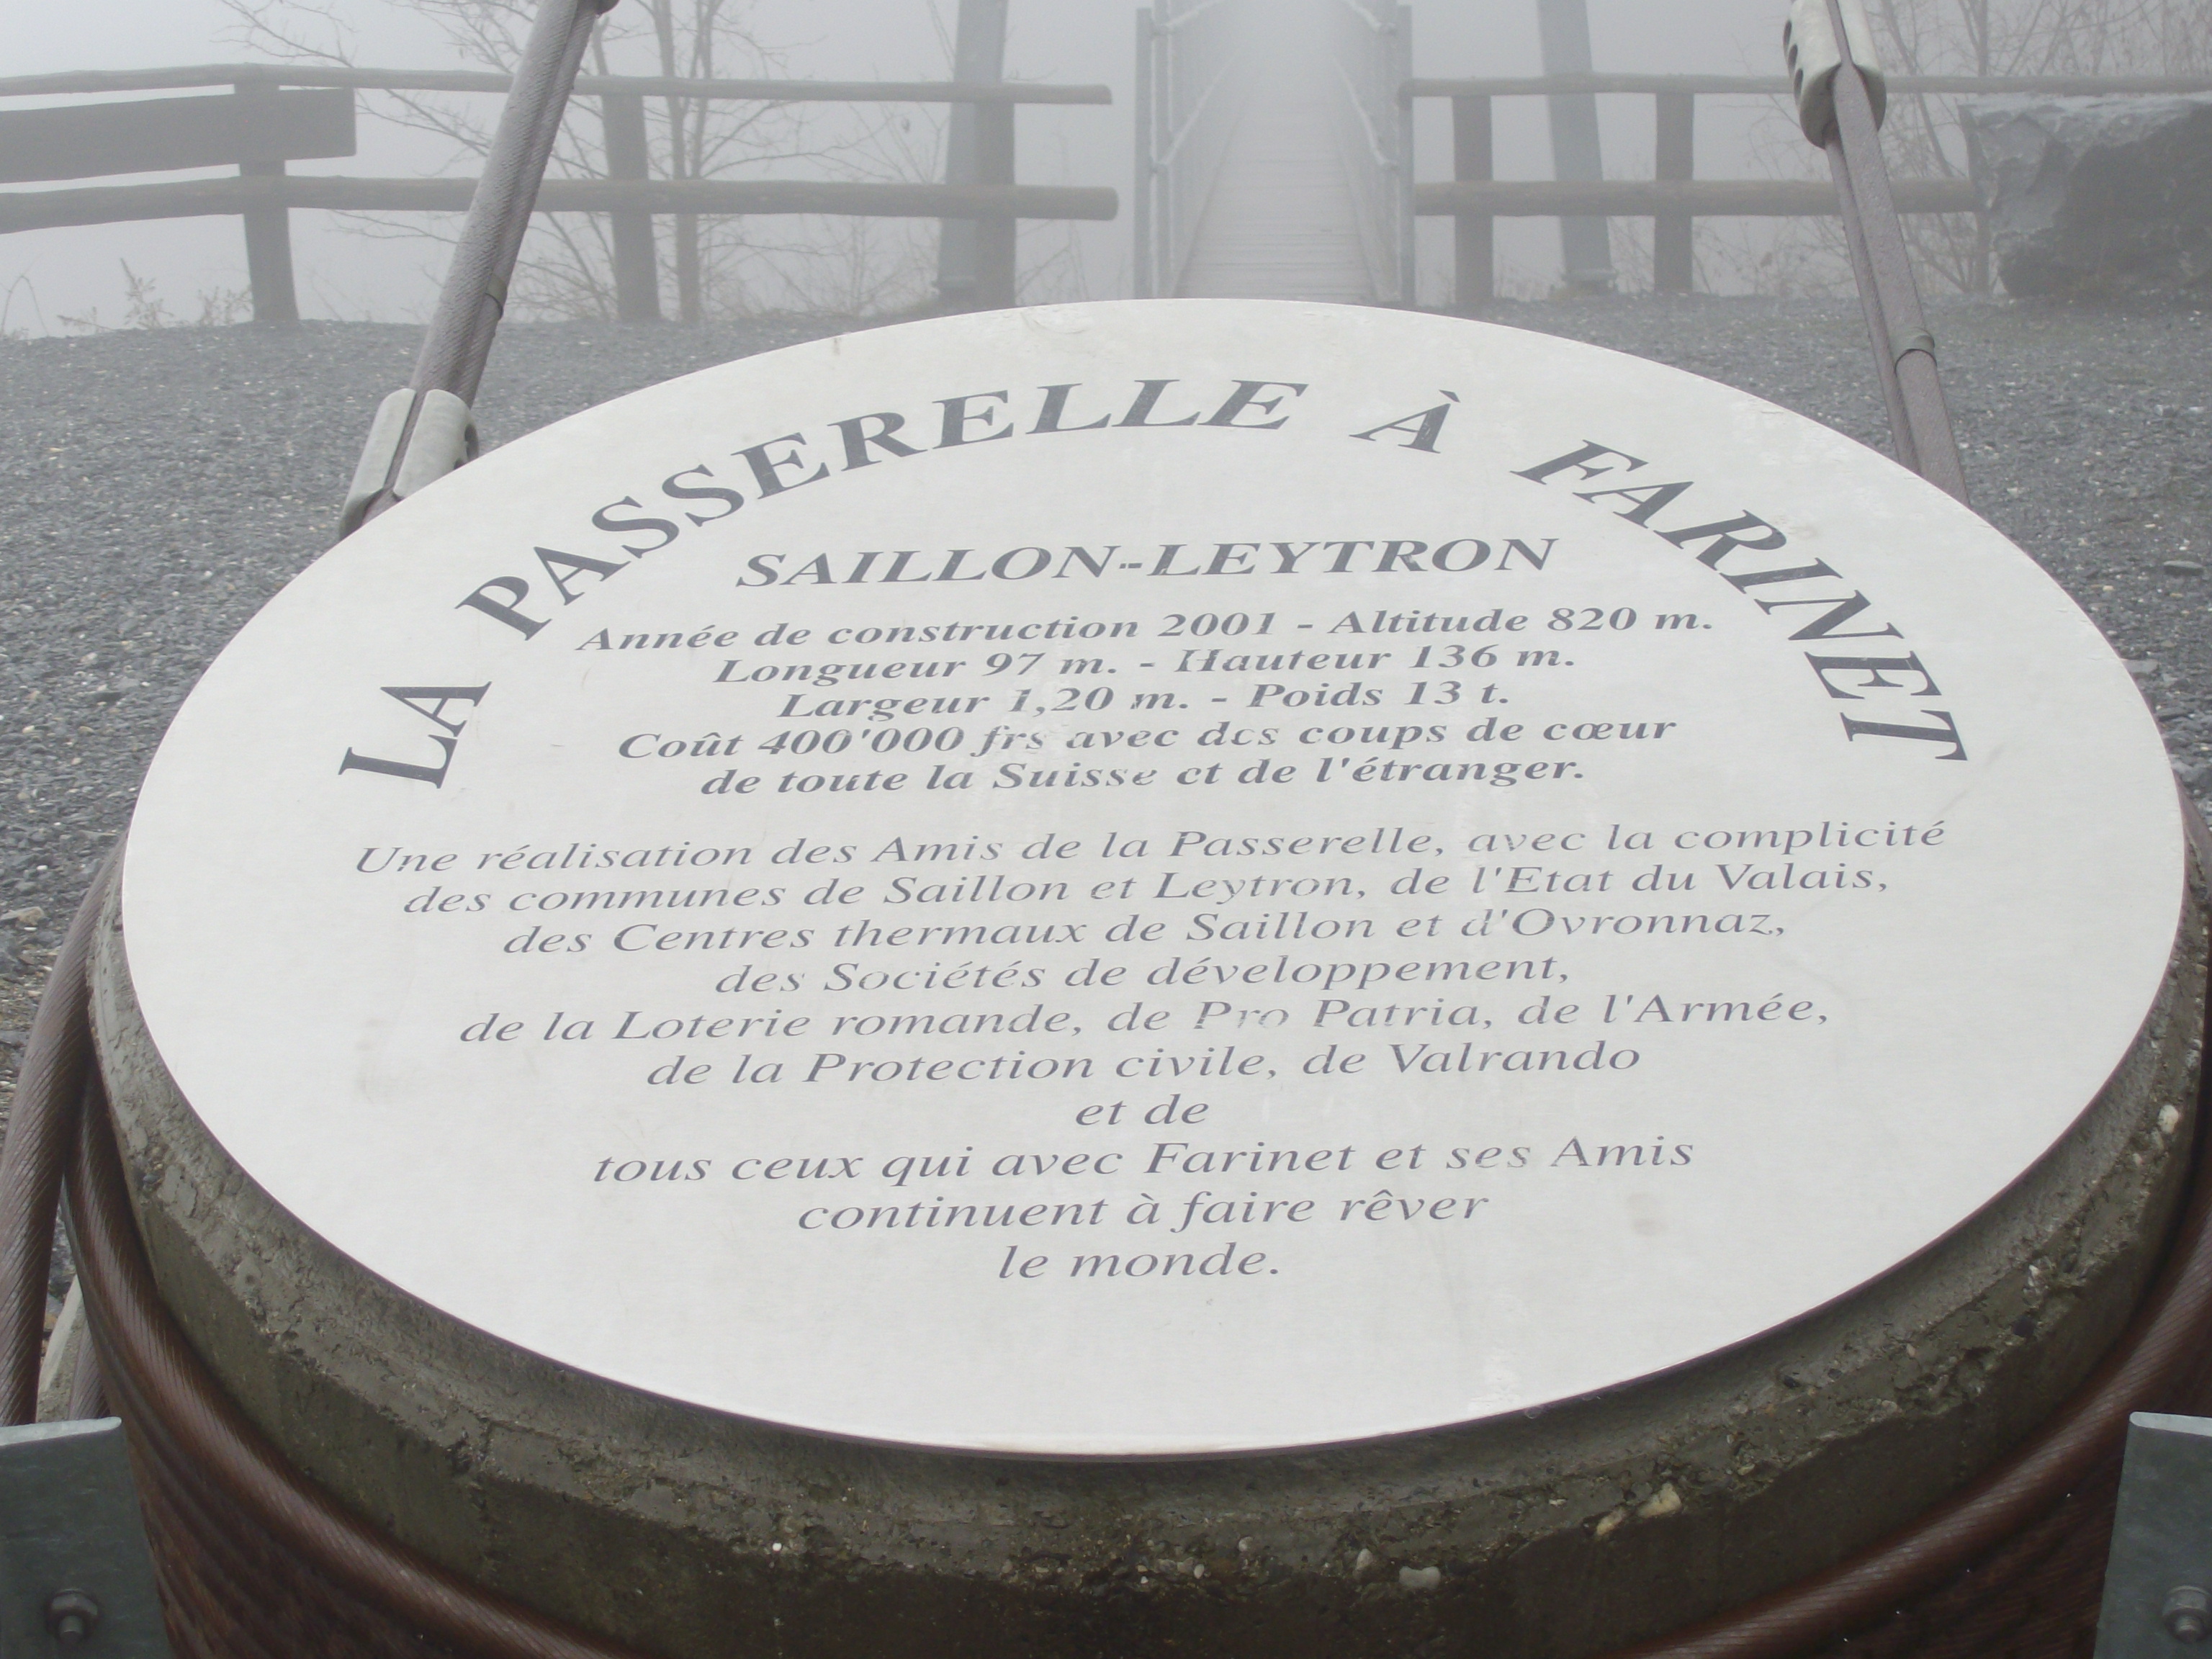 LA PASSERELLE À FARINET
SAILLON-LEYTRON
Année de construction 2001 - Altitude 820 m.
Longueur 97 m. - Hauteur 136 m.
Largeur 1,20 m. - Poids 13 t.
Coût 400'000 frs avec des coups de cœur
de toute la Suisse et de l'étranger.
Une réalisation des Amis de la Passerelle, avec la complicité
des communes de Saillon et Leytron, de l'Etat du Valais,
des Centres thermaux de Saillon et d'Ovronnaz,
des Sociétés de développement,
de la Loterie romande, de Pro Patria, de l'Armée,
de la Protection civile, de Valrando
et de
tous ceux qui avec Farinet et ses Amis
continuent à faire rêver
le monde.